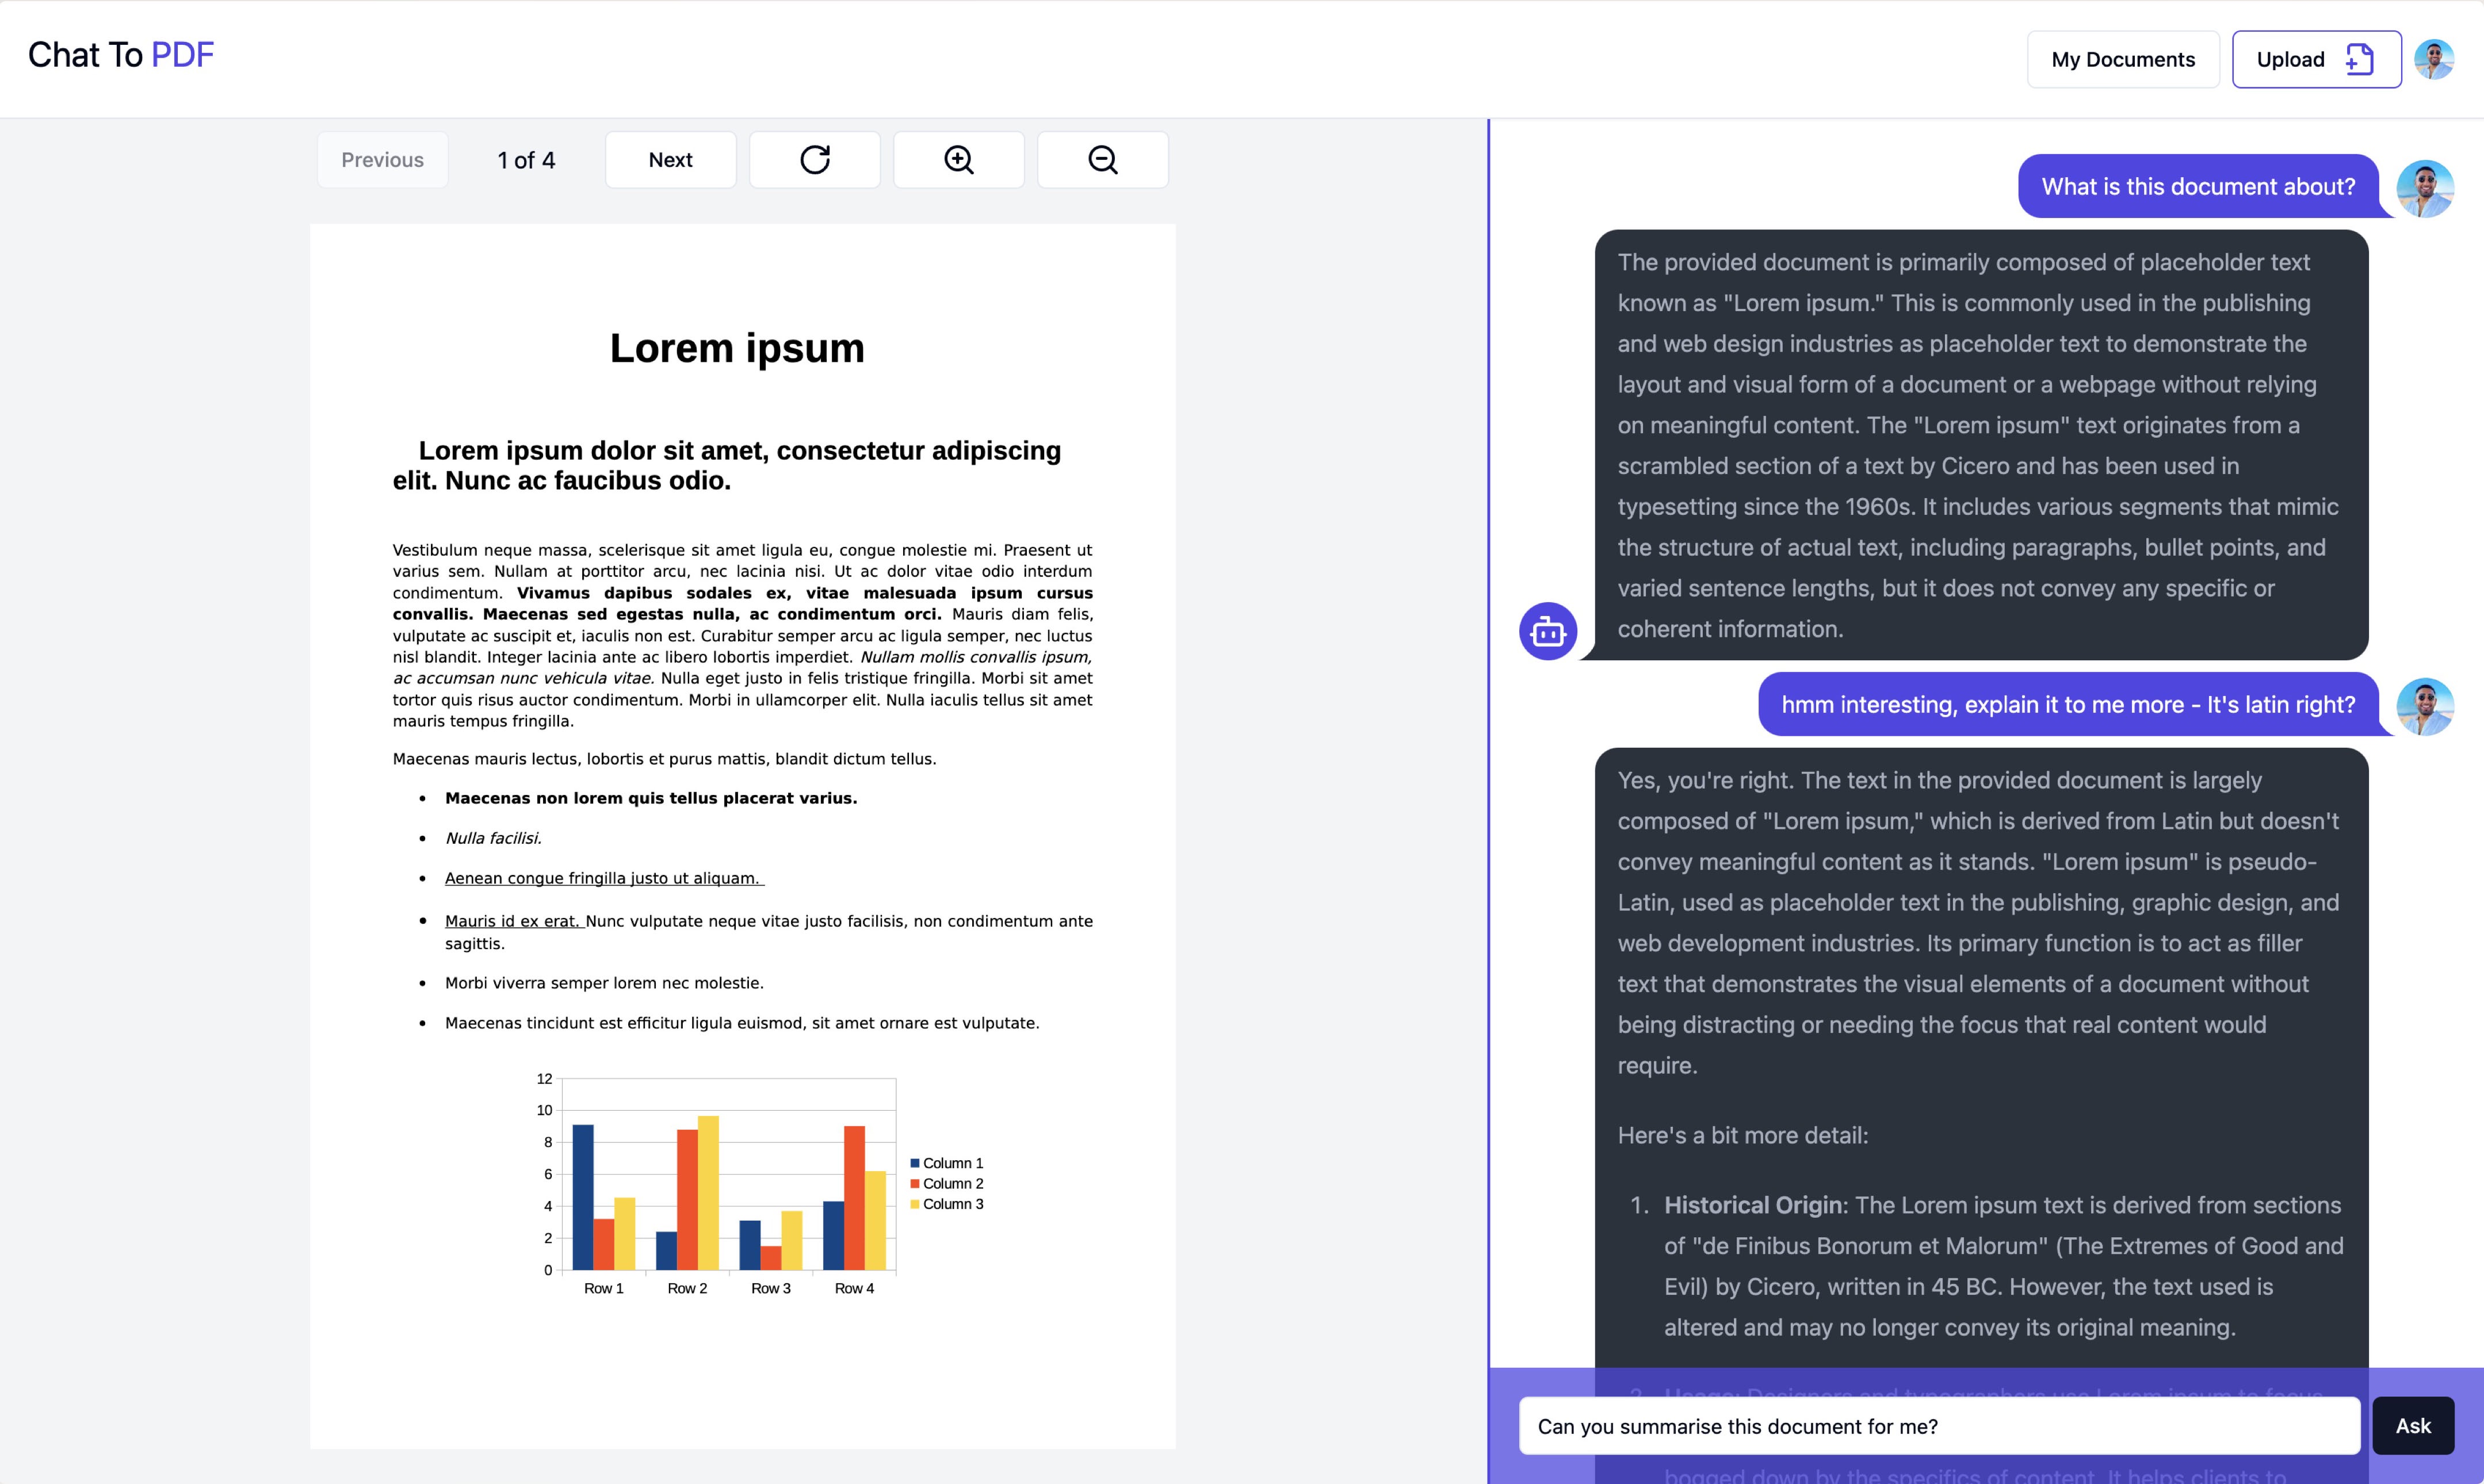 Chat To PDF
My Documents
Upload
Previous
1 of 4
Next
Lorem ipsum
Lorem ipsum dolor sit amet, consectetur adipiscing
elit. Nunc ac faucibus odio.
Vestibulum neque massa, scelerisque sit amet ligula eu, congue molestie mi. Praesent ut
varius sem. Nullam at porttitor arcu, nec lacinia nisi. Ut ac dolor vitae odio interdum
condimentum. Vivamus dapibus sodales ex, vitae malesuada ipsum cursus
convallis. Maecenas sed egestas nulla, ac condimentum orci. Mauris diam felis,
vulputate ac suscipit et, iaculis non est. Curabitur semper arcu ac ligula semper, nec luctus
nisl blandit. Integer lacinia ante ac libero lobortis imperdiet. Nullam mollis convallis ipsum,
ac accumsan nunc vehicula vitae. Nulla eget justo in felis tristique fringilla. Morbi sit amet
tortor quis risus auctor condimentum. Morbi in ullamcorper elit. Nulla iaculis tellus sit amet
mauris tempus fringilla.
Maecenas mauris lectus, lobortis et purus mattis, blandit dictum tellus.
• Maecenas non lorem quis tellus placerat varius.
• Nulla facilisi.
• Aenean congue fringilla justo ut aliquam.
• Mauris id ex erat. Nunc vulputate neque vitae justo facilisis, non condimentum ante
sagittis.
• Morbi viverra semper lorem nec molestie.
• Maecenas tincidunt est efficitur ligula euismod, sit amet ornare est vulputate.
12
10
8
6
4
2
0
Row 1
Row 2
Row 3
Row 4
Column 1
Column 2
Column 3
What is this document about?
The provided document is primarily composed of placeholder text
known as "Lorem ipsum." This is commonly used in the publishing
and web design industries as placeholder text to demonstrate the
layout and visual form of a document or a webpage without relying
on meaningful content. The "Lorem ipsum" text originates from a
scrambled section of a text by Cicero and has been used in
typesetting since the 1960s. It includes various segments that mimic
the structure of actual text, including paragraphs, bullet points, and
varied sentence lengths, but it does not convey any specific or
coherent information.
hmm interesting, explain it to me more - It's latin right?
Yes, you're right. The text in the provided document is largely
composed of "Lorem ipsum," which is derived from Latin but doesn't
convey meaningful content as it stands. "Lorem ipsum" is pseudo-
Latin, used as placeholder text in the publishing, graphic design, and
web development industries. Its primary function is to act as filler
text that demonstrates the visual elements of a document without
being distracting or needing the focus that real content would
require.
Here's a bit more detail:
1. Historical Origin: The Lorem ipsum text is derived from sections
of "de Finibus Bonorum et Malorum" (The Extremes of Good and
Evil) by Cicero, written in 45 BC. However, the text used is
altered and may no longer convey its original meaning.
2. Usage: Designers and typographers use Lorem ipsum to focus
Can you summarise this document for me?
Ask
bogged down by the specifics of content. It helps clients to